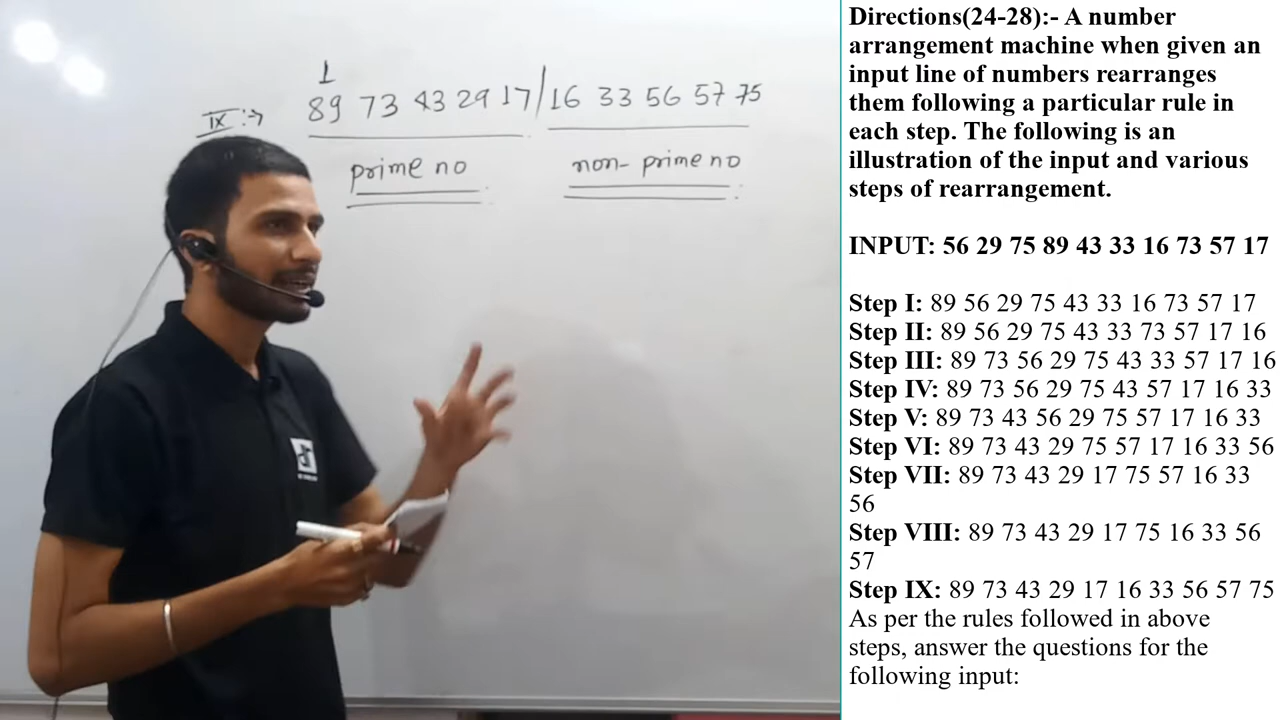 1
IX :→ 89 73 43 29 17 / 16 33 56 57 75
prime no non-prime no
Directions(24-28):- A number
arrangement machine when given an
input line of numbers rearranges
them following a particular rule in
each step. The following is an
illustration of the input and various
steps of rearrangement.
INPUT: 56 29 75 89 43 33 16 73 57 17
Step I: 89 56 29 75 43 33 16 73 57 17
Step II: 89 56 29 75 43 33 73 57 17 16
Step III: 89 73 56 29 75 43 33 57 17 16
Step IV: 89 73 56 29 75 43 57 17 16 33
Step V: 89 73 43 56 29 75 57 17 16 33
Step VI: 89 73 43 29 75 57 17 16 33 56
Step VII: 89 73 43 29 17 75 57 16 33
56
Step VIII: 89 73 43 29 17 75 16 33 56
57
Step IX: 89 73 43 29 17 16 33 56 57 75
As per the rules followed in above
steps, answer the questions for the
following input: